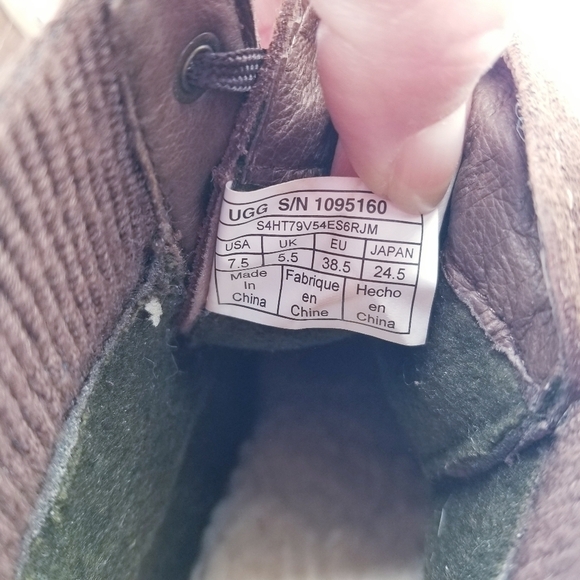 UGG S/N 1095160
S4HT79V54ES6RJM
USA UK EU JAPAN
7.5 5.5 38.5 24.5
Made Fabrique Hecho
In en en
China Chine China